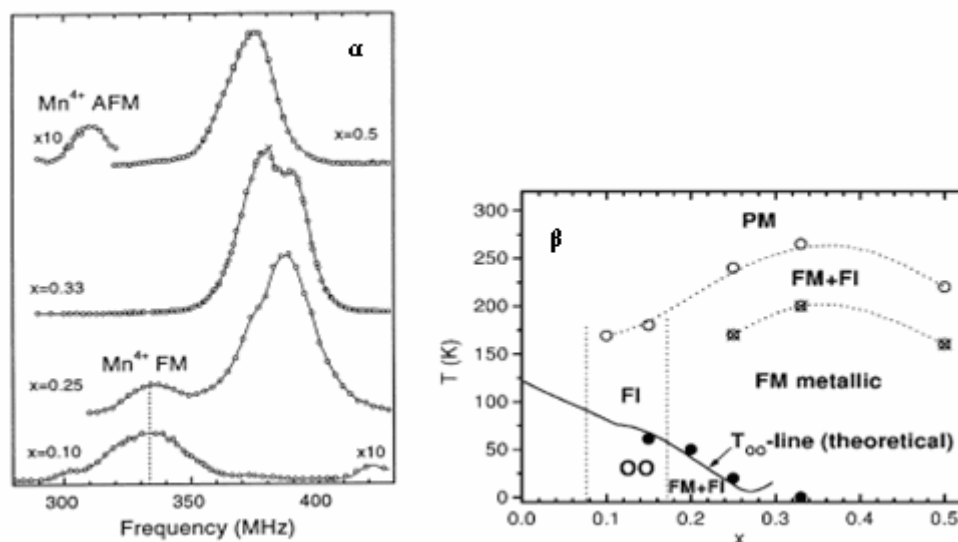 α
Mn⁴⁺ AFM
x10
x=0.5
x=0.33
Mn⁴⁺ FM
x=0.25
x=0.10
x10
300 350 400
Frequency (MHz)
β
PM
FM+FI
FM metallic
FI
OO
FM+FI
T_OO-line (theoretical)
T (K)
300
250
200
150
100
50
0
0.0 0.1 0.2 0.3 0.4 0.5
x